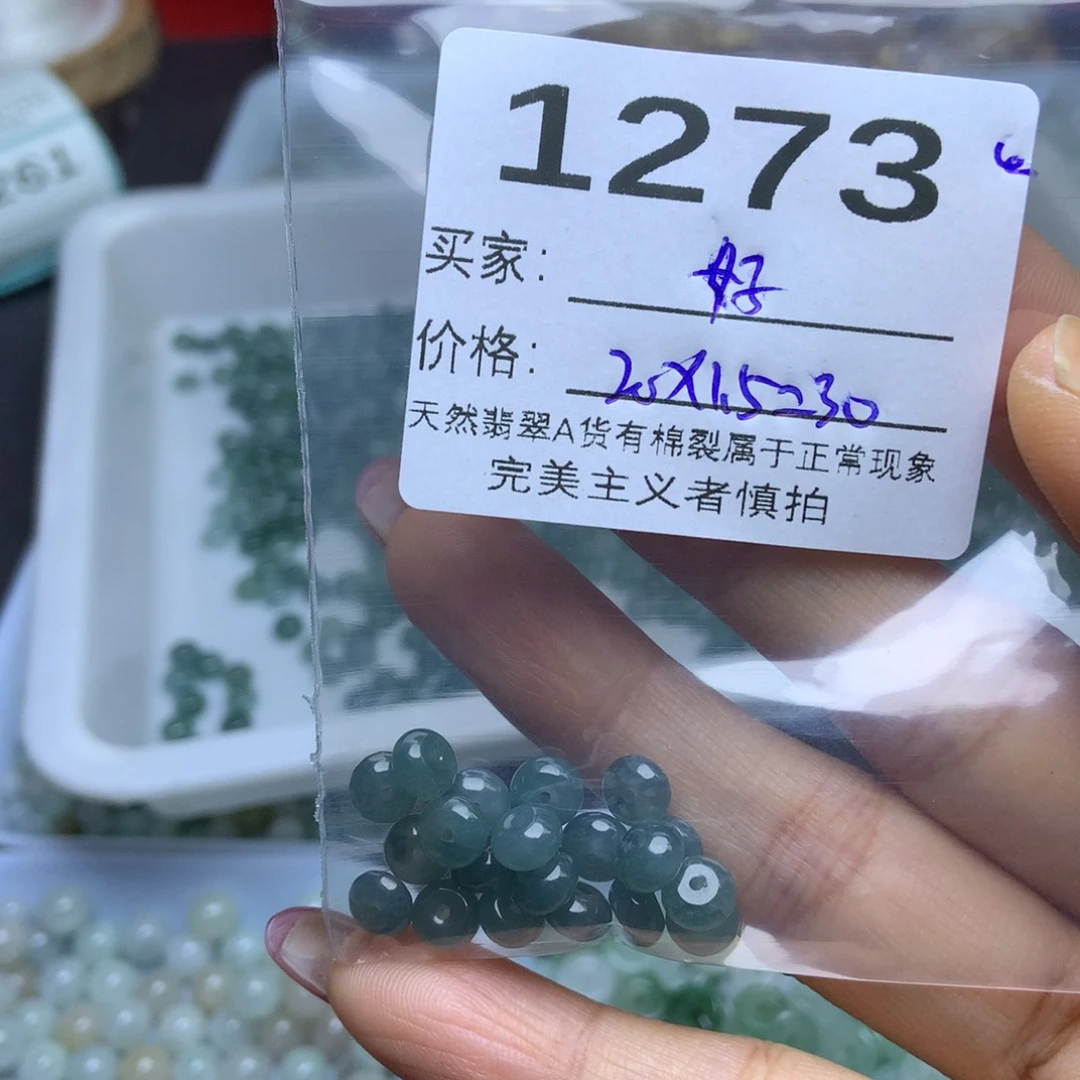 1273
买家: 好
价格: 20X1.5=30
天然翡翠A货有棉裂属于正常现象
完美主义者慎拍